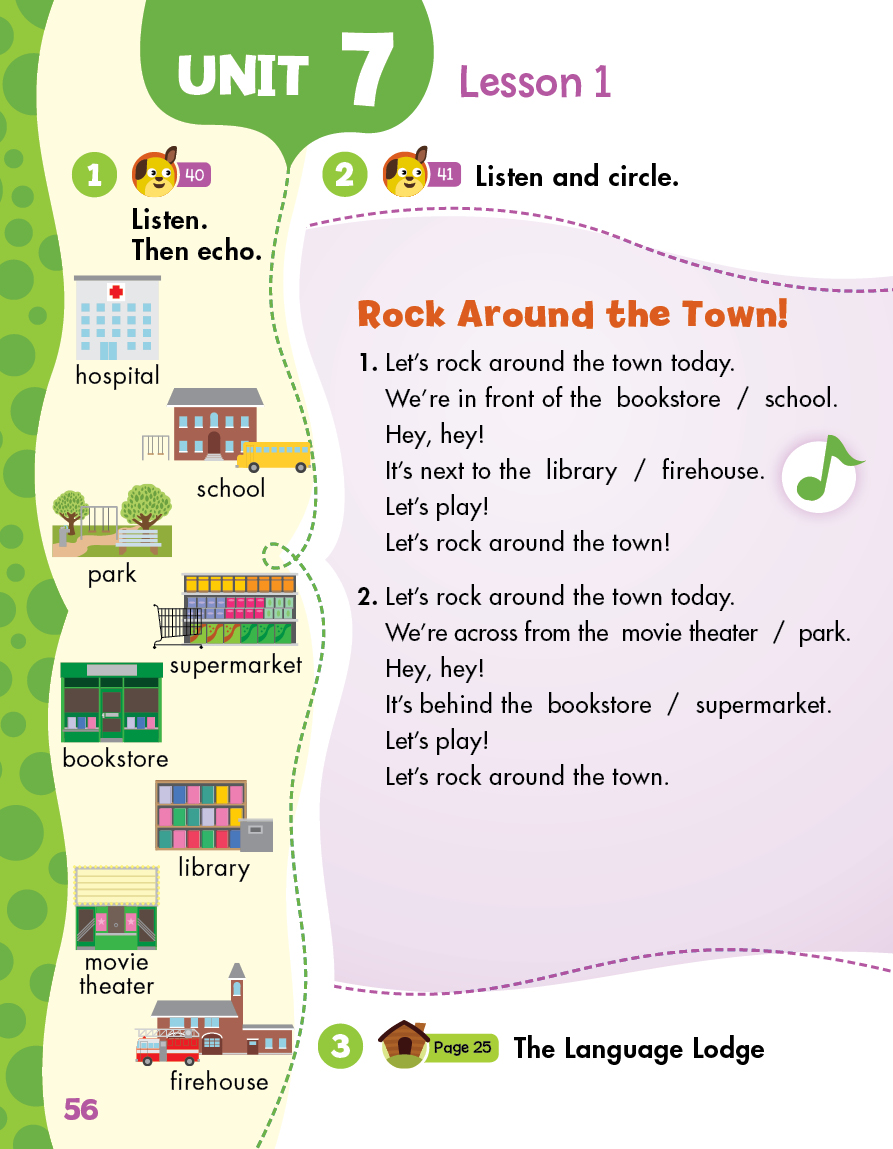 UNIT 7
Lesson 1
1
40
Listen.
Then echo.
hospital
school
park
supermarket
bookstore
library
movie
theater
firehouse
2
41
Listen and circle.
Rock Around the Town!
1. Let's rock around the town today.
We're in front of the bookstore / school.
Hey, hey!
It's next to the library / firehouse.
Let's play!
Let's rock around the town!
2. Let's rock around the town today.
We're across from the movie theater / park.
Hey, hey!
It's behind the bookstore / supermarket.
Let's play!
Let's rock around the town.
3
Page 25
The Language Lodge
56